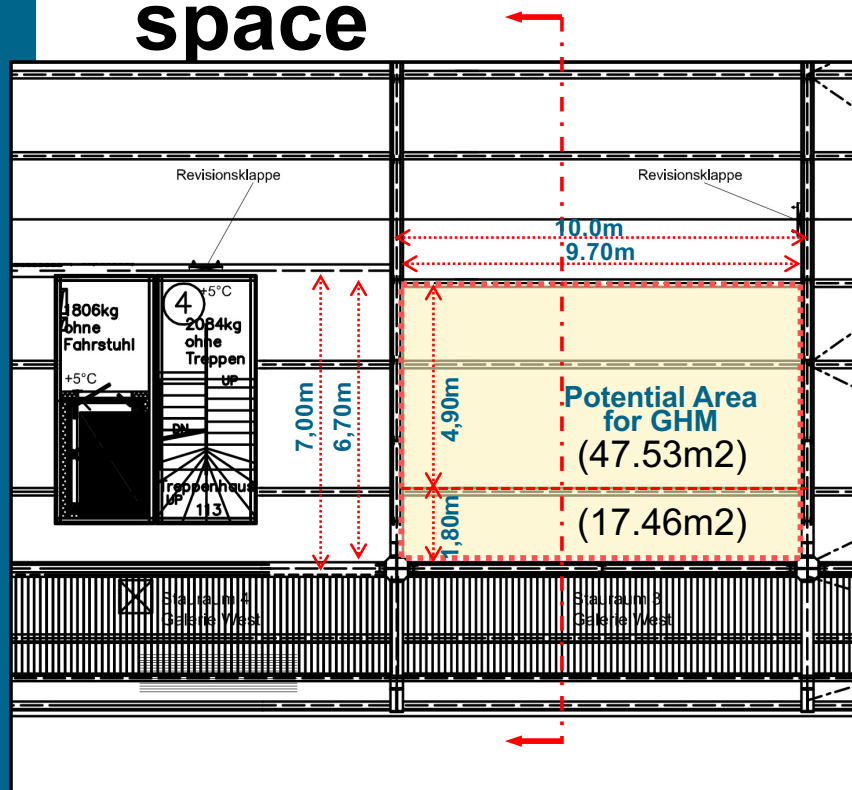 space
Revisionsklappe
Revisionsklappe
10.0m
9.70m
1806kg
ohne
Fahrstuhl
+5°C
4
+5°C
2084kg
ohne
Treppen
UP
DN
Treppenhaus
UP
113
7,00m
6,70m
4,90m
1,80m
Potential Area
for GHM
(47.53m2)
(17.46m2)
Stauraum 4
Galerie West
Stauraum 3
Galerie West